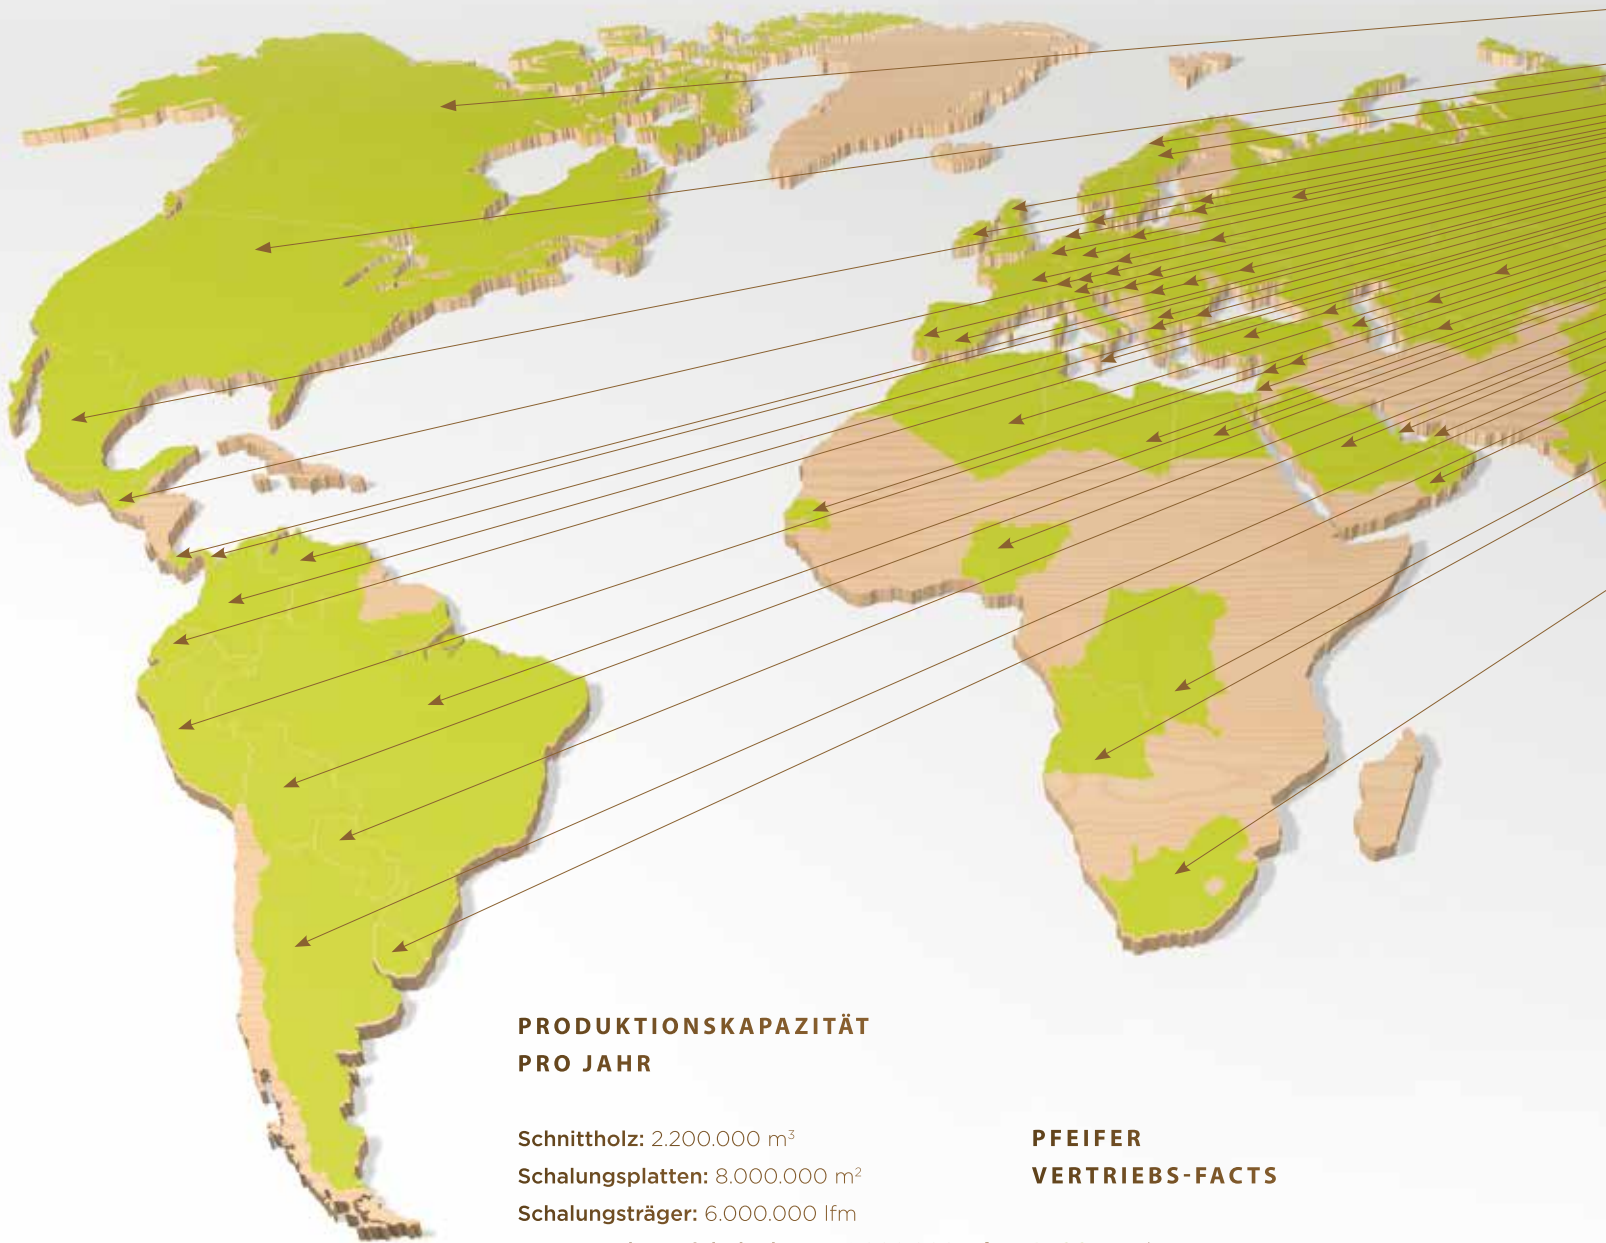 PRODUKTIONSKAPAZITÄT
PRO JAHR
Schnittholz: 2.200.000 m³
Schalungsplatten: 8.000.000 m²
Schalungsträger: 6.000.000 lfm
PFEIFER
VERTRIEBS-FACTS